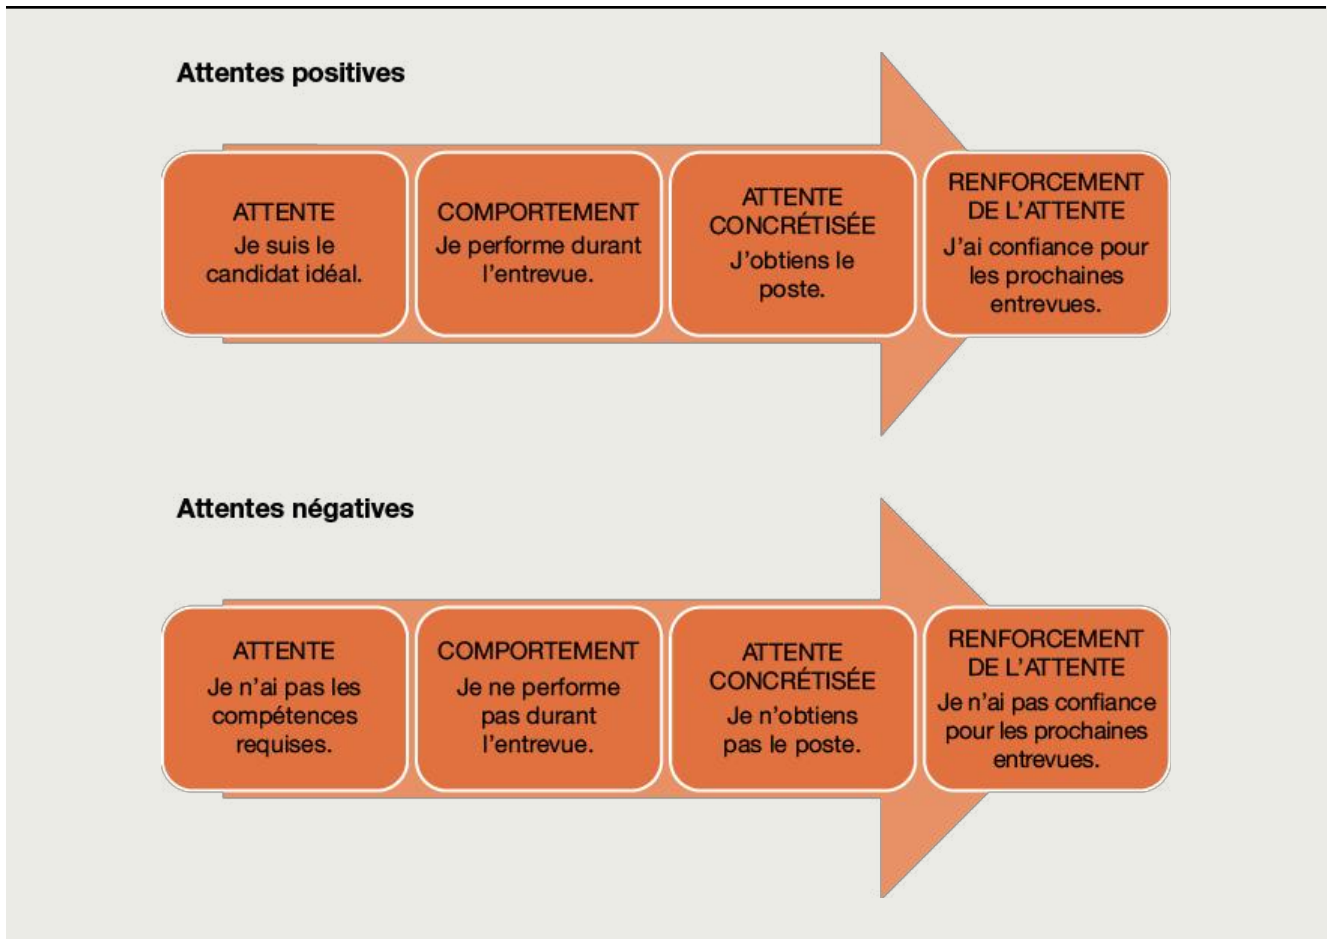 Attentes positives
ATTENTE
Je suis le
candidat idéal.
COMPORTEMENT
Je performe durant
l'entrevue.
ATTENTE
CONCRÉTISÉE
J'obtiens le
poste.
RENFORCEMENT
DE L'ATTENTE
J'ai confiance pour
les prochaines
entrevues.
Attentes négatives
ATTENTE
Je n'ai pas les
compétences
requises.
COMPORTEMENT
Je ne performe
pas durant
l'entrevue.
ATTENTE
CONCRÉTISÉE
Je n'obtiens
pas le poste.
RENFORCEMENT
DE L'ATTENTE
Je n'ai pas confiance
pour les prochaines
entrevues.